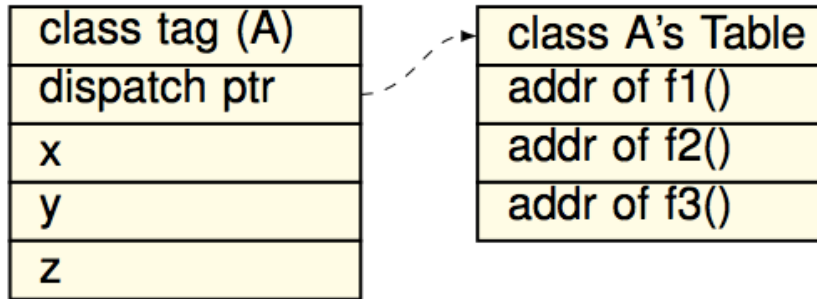 class tag (A)
dispatch ptr
x
y
z
class A's Table
addr of f1()
addr of f2()
addr of f3()